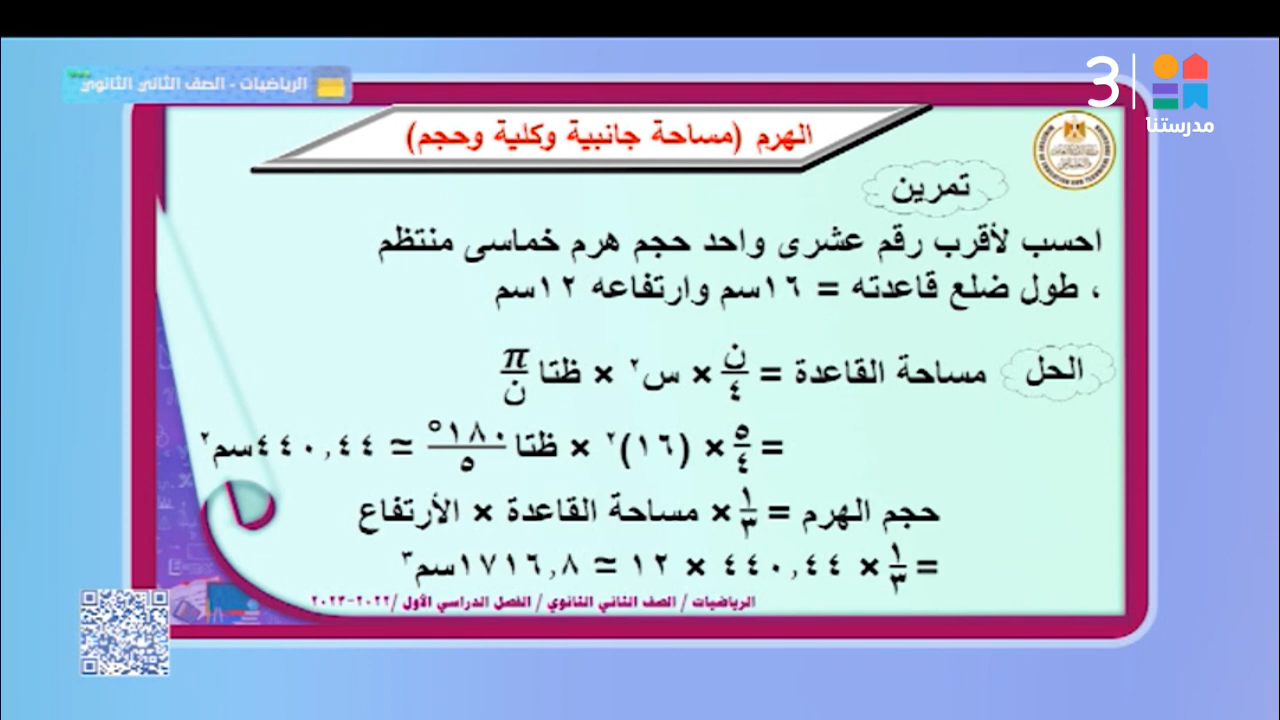 3
مدرستنا
الرياضيات - الصف الثاني الثانوي
الهرم (مساحة جانبية وكلية وحجم)
تمرين
احسب لأقرب رقم عشرى واحد حجم هرم خماسى منتظم
، طول ضلع قاعدته = ١٦سم وارتفاعه ١٢سم
الحل
مساحة القاعدة = ن/٤ × س٢ × ظتا π/ن
= ٥/٤ × (١٦)٢ × ظتا ١٨٠°/٥ ≃ ٤٤٠,٤٤سم٢
حجم الهرم = ١/٣ × مساحة القاعدة × الأرتفاع
= ١/٣ × ٤٤٠,٤٤ × ١٢ ≃ ١٧١٦,٨سم٣
الرياضيات / الصف الثاني الثانوي / الفصل الدراسي الأول /٢٠٢٢-٢٠٢٣